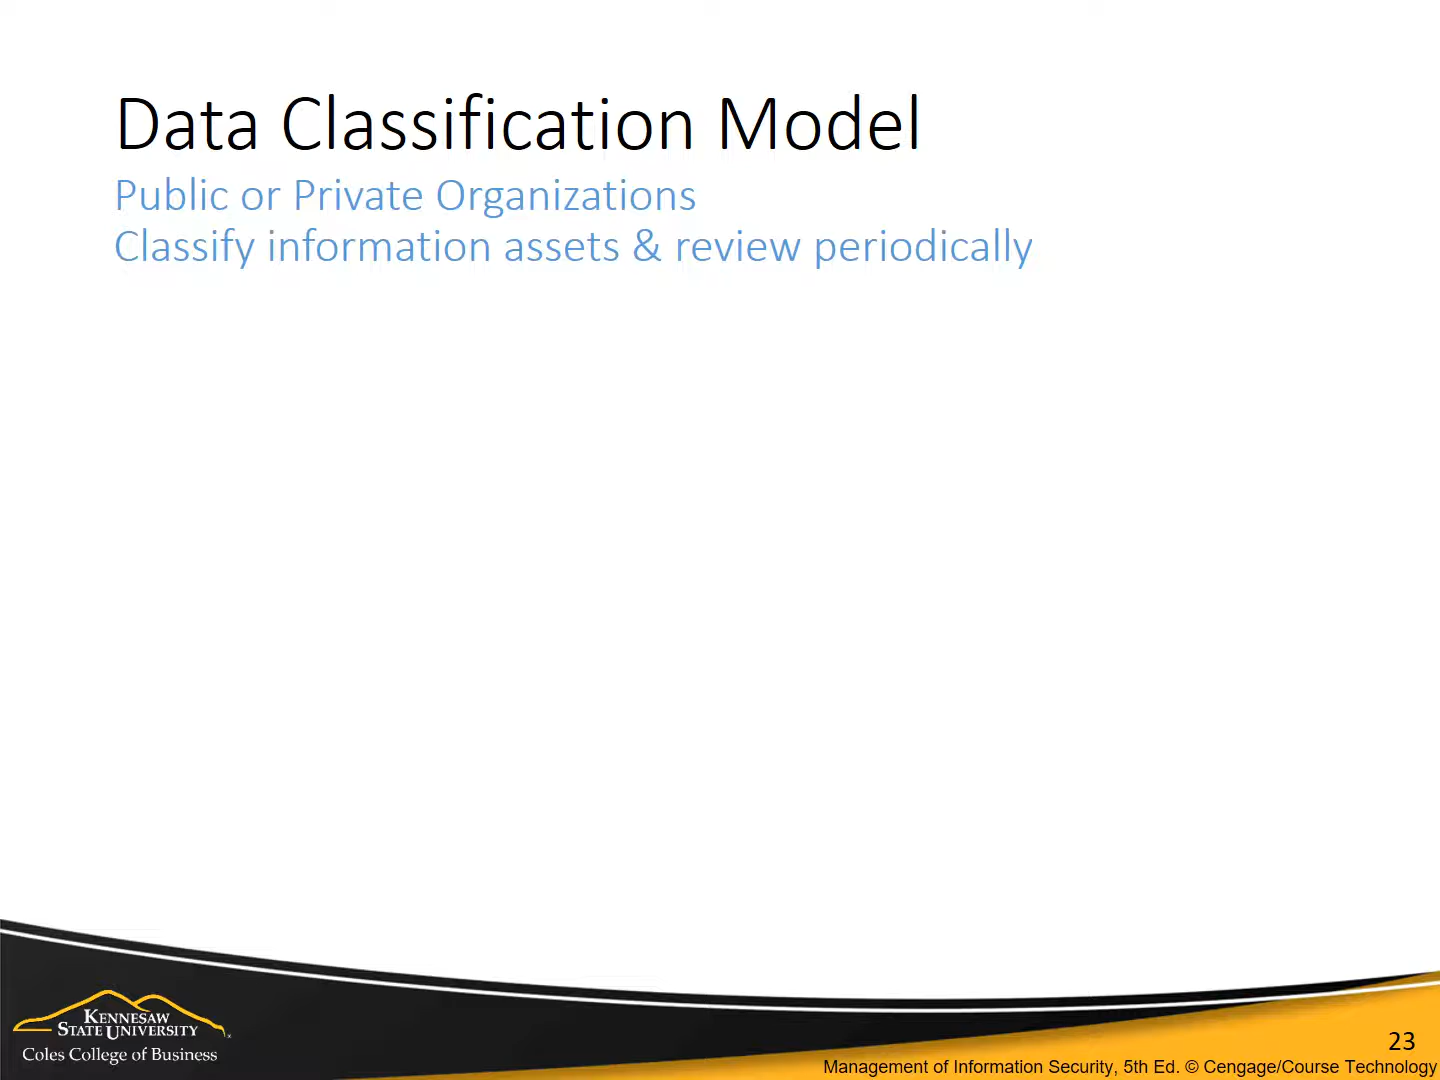 Data Classification Model
Public or Private Organizations
Classify information assets & review periodically
KENNESAW
STATE UNIVERSITY
Coles College of Business
23
Management of Information Security, 5th Ed. © Cengage/Course Technology